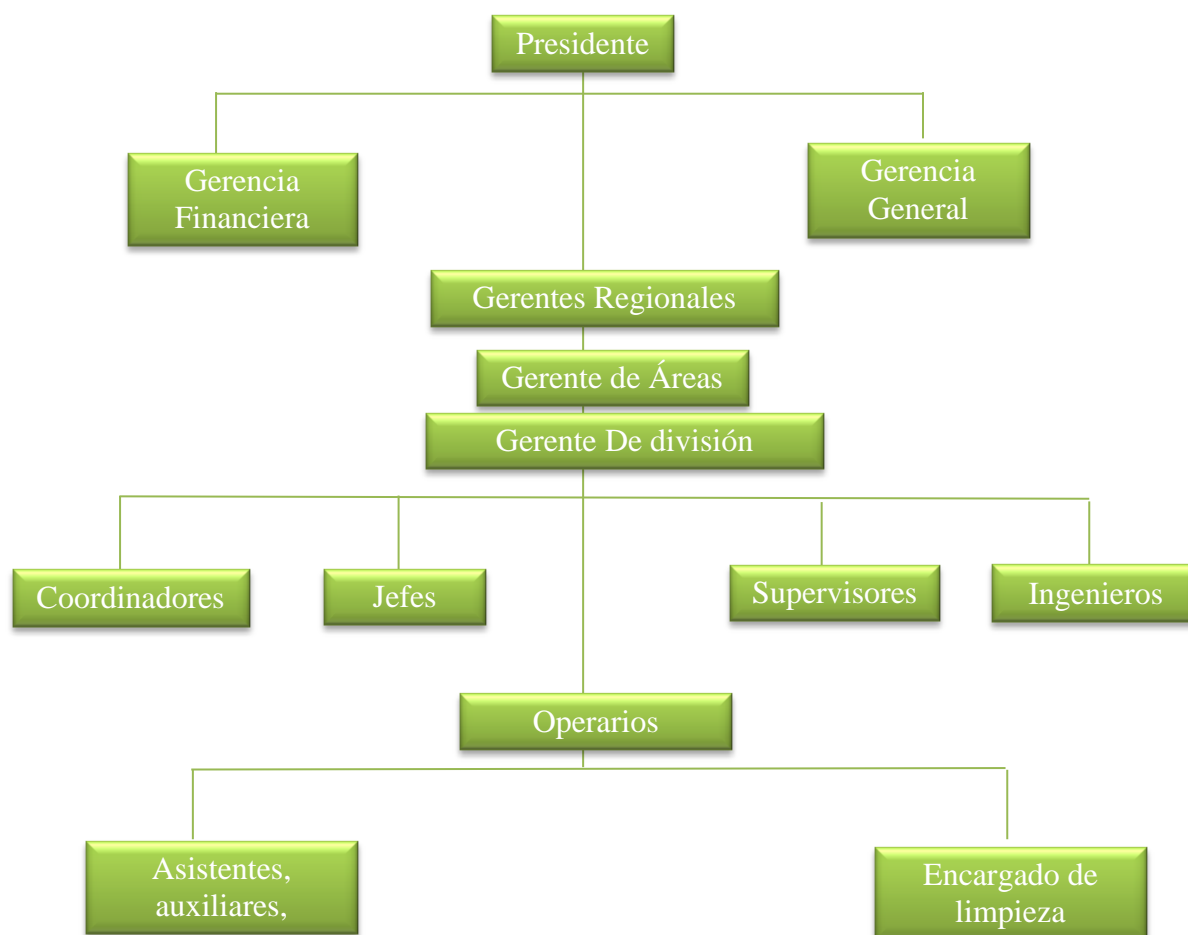 Presidente
Gerencia
Financiera
Gerencia
General
Gerentes Regionales
Gerente de Áreas
Gerente De división
Coordinadores
Jefes
Supervisores
Ingenieros
Operarios
Asistentes,
auxiliares,
Encargado de
limpieza